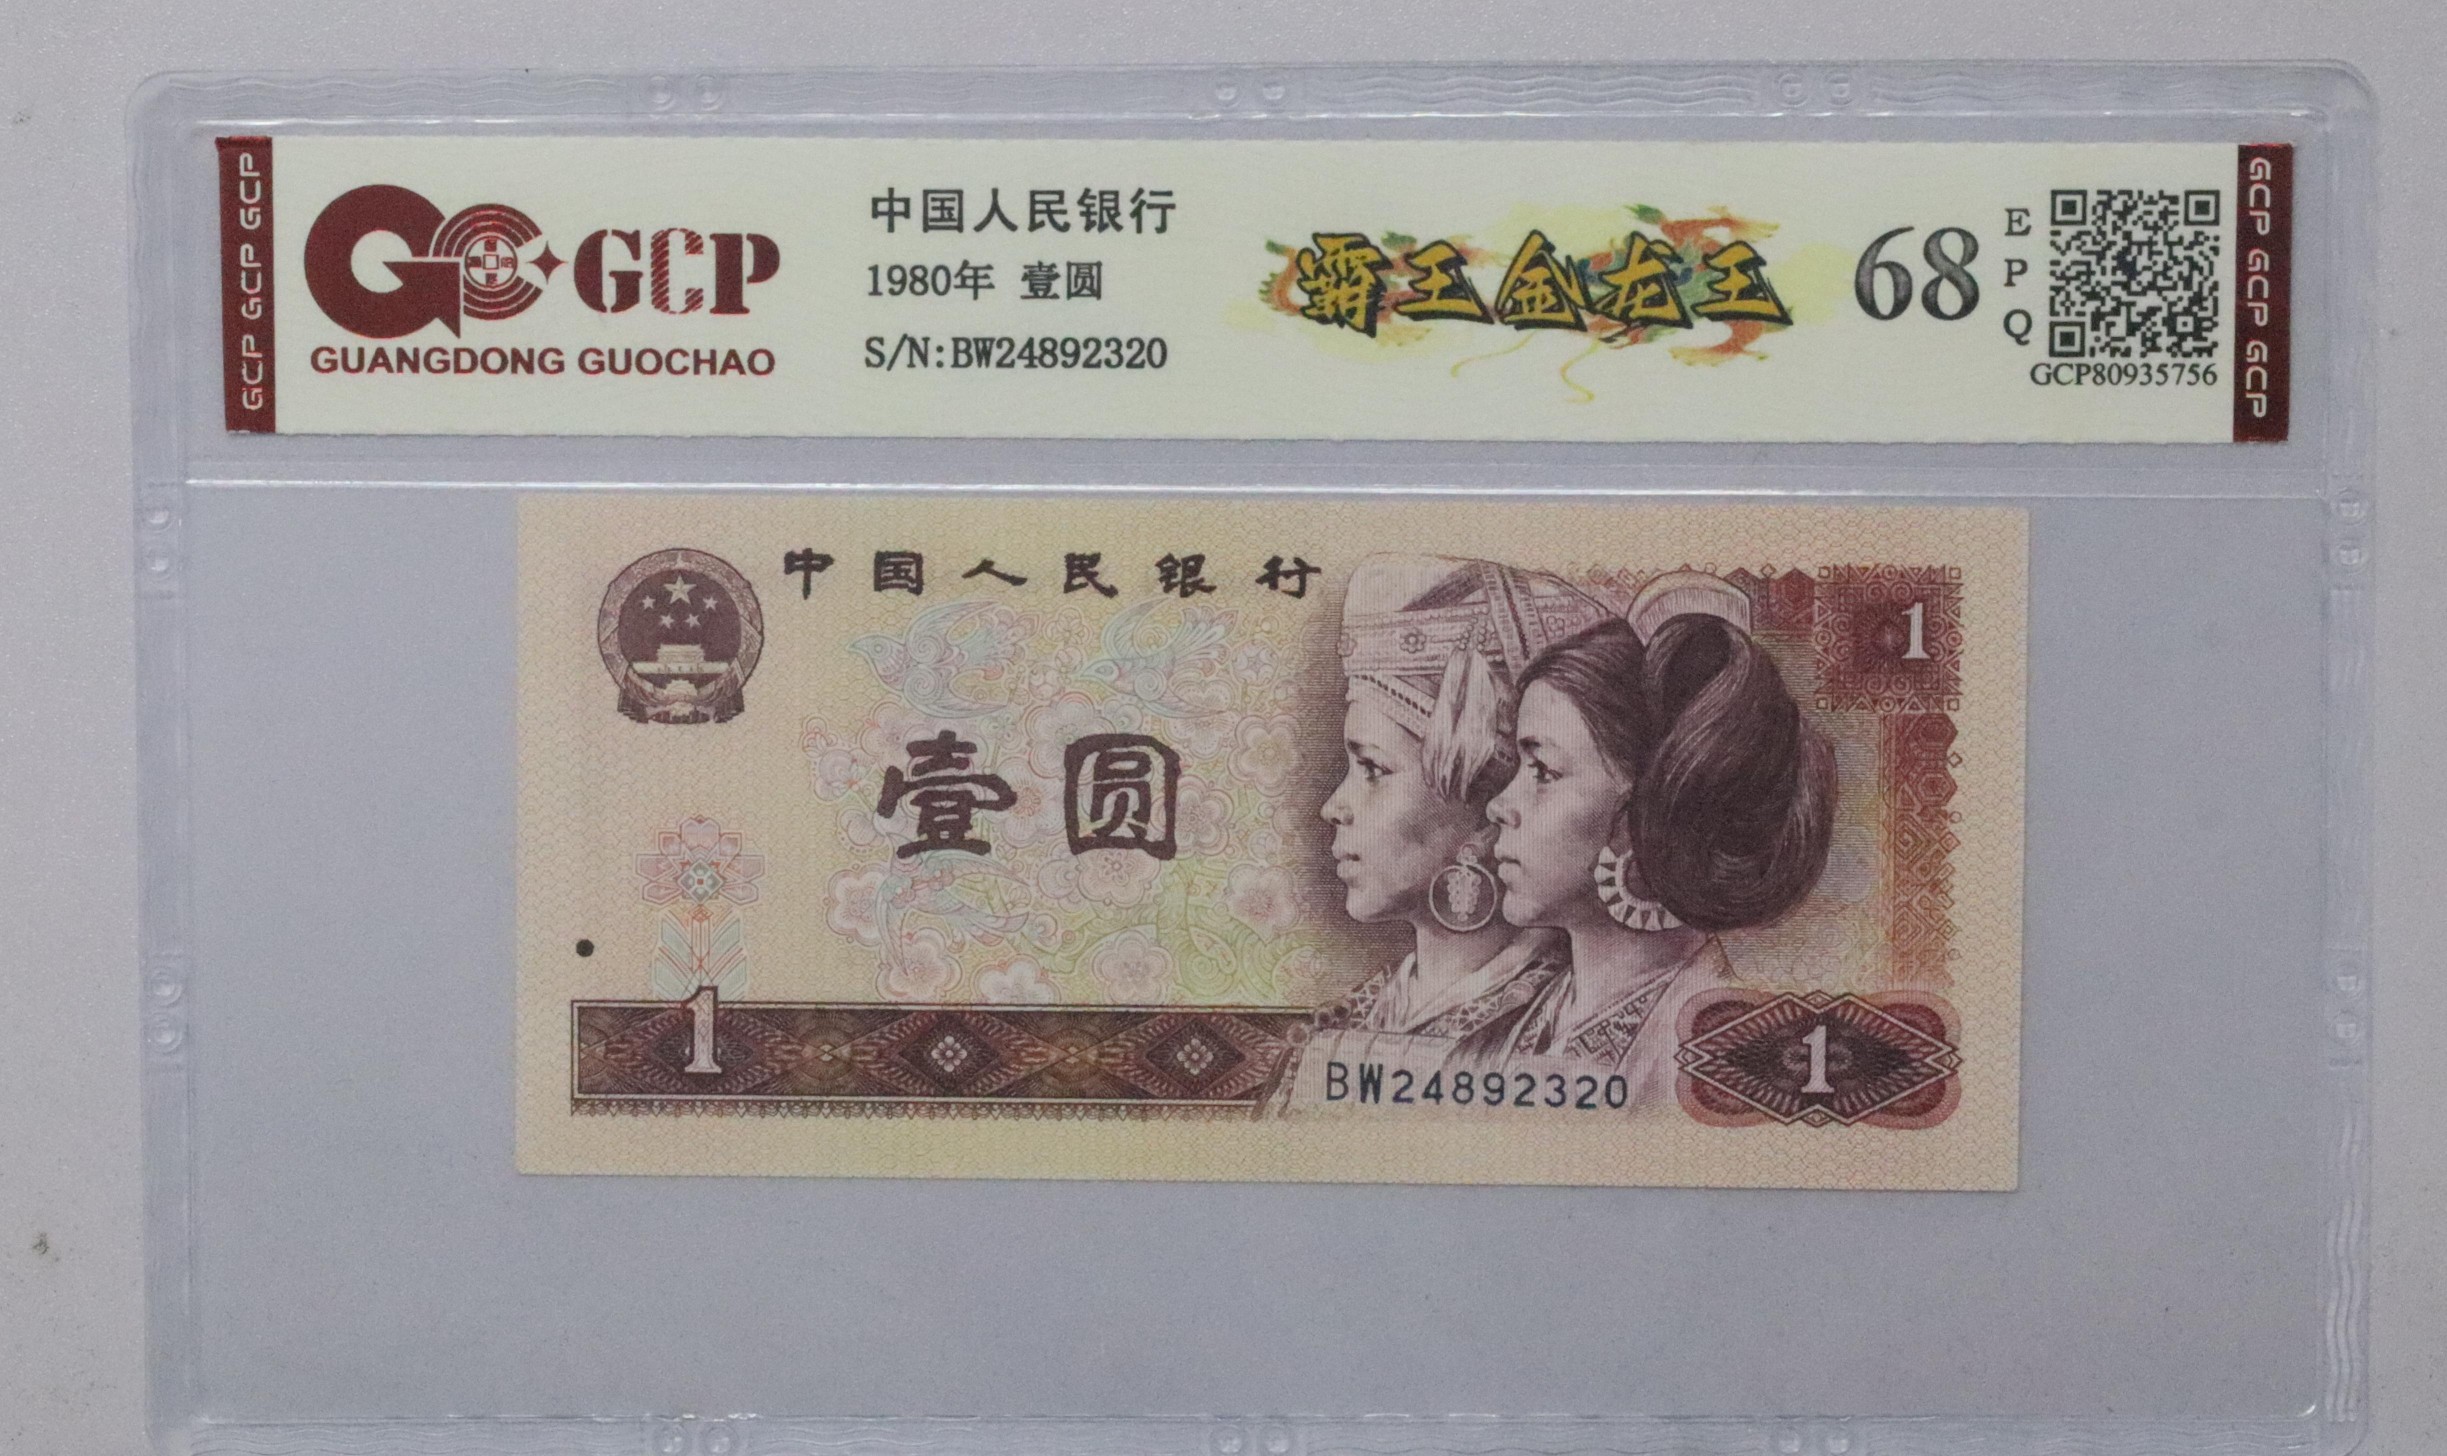 GCP GCP GCP
GCP
GUANGDONG GUOCHAO
中国人民银行
1980年 壹圆
S/N:BW24892320
霸王金龙王
68
EPQ
GCP80935756
GCP GCP GCP
中国人民银行
1
壹圆
1
BW24892320
1